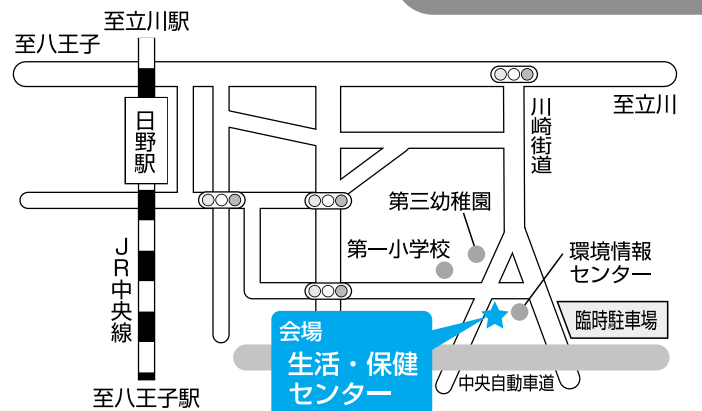 至立川駅
至八王子
至立川
日野駅
川崎街道
第三幼稚園
第一小学校
環境情報
センター
JR中央線
臨時駐車場
会場
生活・保健
センター
中央自動車道
至八王子駅